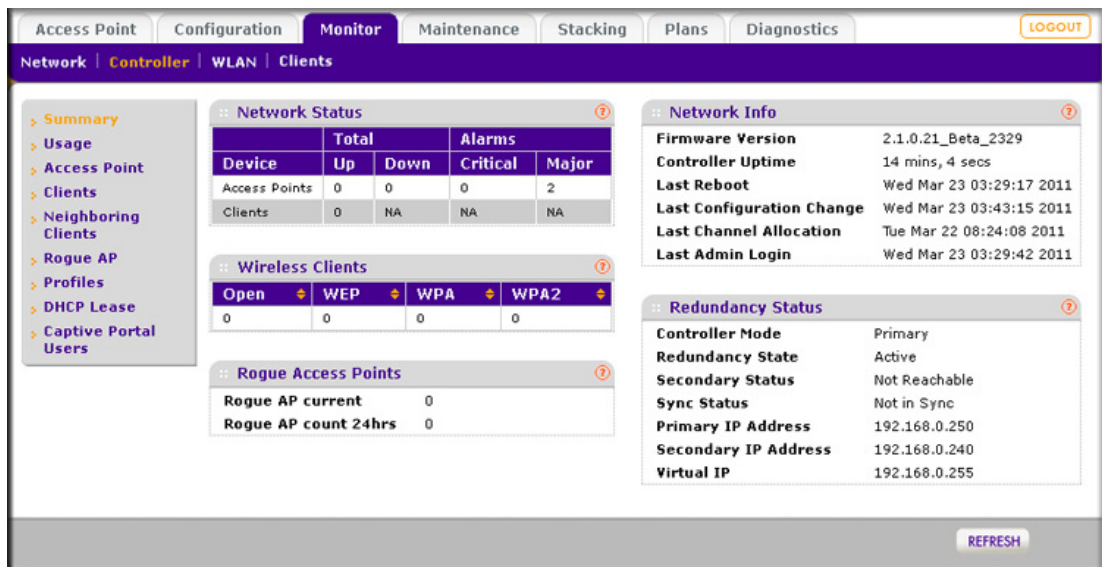 Access Point Configuration Monitor Maintenance Stacking Plans Diagnostics LOGOUT
Network | Controller | WLAN | Clients
Summary
Usage
Access Point
Clients
Neighboring
Clients
Rogue AP
Profiles
DHCP Lease
Captive Portal
Users
Network Status ?
Total Alarms
Device Up Down Critical Major
Access Points 0 0 0 2
Clients 0 NA NA NA
Wireless Clients ?
Open WEP WPA WPA2
0 0 0 0
Rogue Access Points ?
Rogue AP current 0
Rogue AP count 24hrs 0
Network Info ?
Firmware Version 2.1.0.21_Beta_2329
Controller Uptime 14 mins, 4 secs
Last Reboot Wed Mar 23 03:29:17 2011
Last Configuration Change Wed Mar 23 03:43:15 2011
Last Channel Allocation Tue Mar 22 08:24:08 2011
Last Admin Login Wed Mar 23 03:29:42 2011
Redundancy Status ?
Controller Mode Primary
Redundancy State Active
Secondary Status Not Reachable
Sync Status Not in Sync
Primary IP Address 192.168.0.250
Secondary IP Address 192.168.0.240
Virtual IP 192.168.0.255
REFRESH